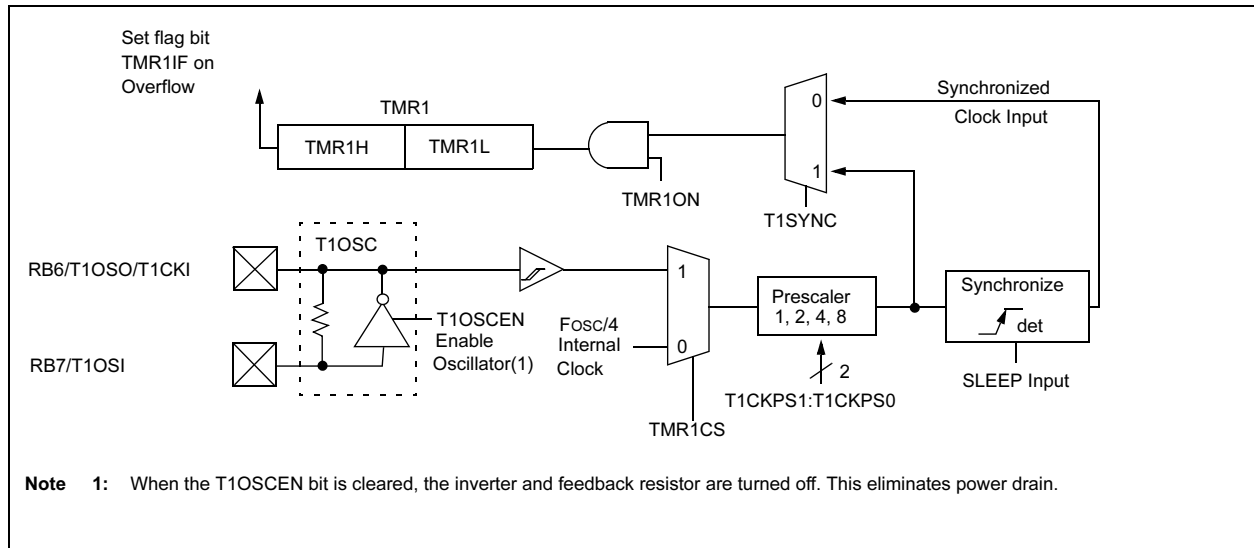 Set flag bit
TMR1IF on
Overflow
TMR1
TMR1H
TMR1L
TMR1ON
0
1
T1SYNC
Synchronized
Clock Input
RB6/T1OSO/T1CKI
RB7/T1OSI
T1OSC
T1OSCEN
Enable
Oscillator(1)
FOSC/4
Internal
Clock
1
0
TMR1CS
Prescaler
1, 2, 4, 8
2
T1CKPS1:T1CKPS0
Synchronize
det
SLEEP Input
Note 1: When the T1OSCEN bit is cleared, the inverter and feedback resistor are turned off. This eliminates power drain.